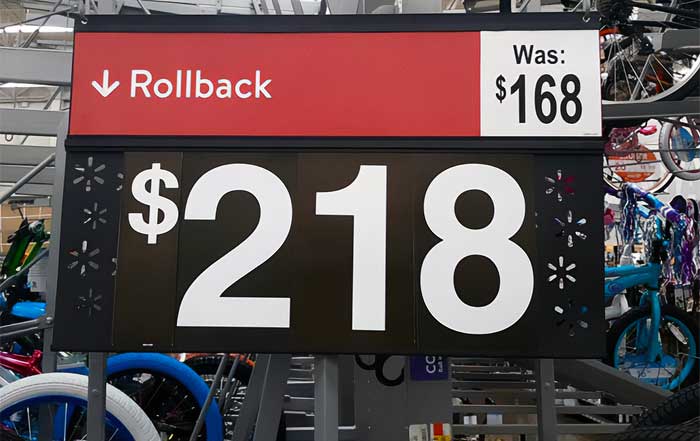 ↓ Rollback
Was:
$168
$218